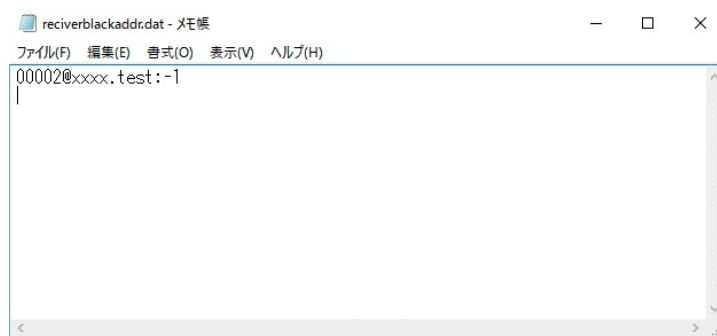 reciverblackaddr.dat - メモ帳
ファイル(F) 編集(E) 書式(O) 表示(V) ヘルプ(H)
00002@xxxx.test:-1